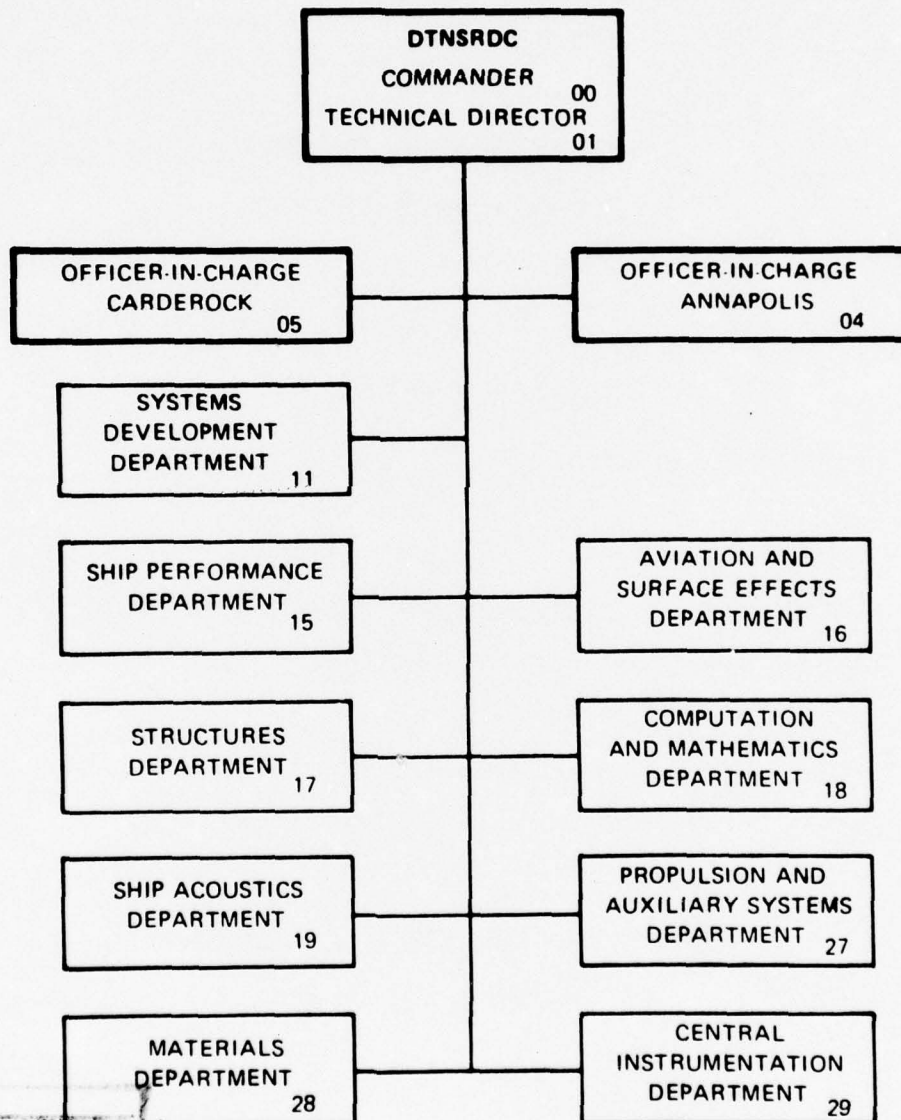 DTNSRDC
COMMANDER
00
TECHNICAL DIRECTOR
01
OFFICER-IN-CHARGE
CARDEROCK
05
OFFICER-IN-CHARGE
ANNAPOLIS
04
SYSTEMS
DEVELOPMENT
DEPARTMENT
11
SHIP PERFORMANCE
DEPARTMENT
15
AVIATION AND
SURFACE EFFECTS
DEPARTMENT
16
STRUCTURES
DEPARTMENT
17
COMPUTATION
AND MATHEMATICS
DEPARTMENT
18
SHIP ACOUSTICS
DEPARTMENT
19
PROPULSION AND
AUXILIARY SYSTEMS
DEPARTMENT
27
MATERIALS
DEPARTMENT
28
CENTRAL
INSTRUMENTATION
DEPARTMENT
29